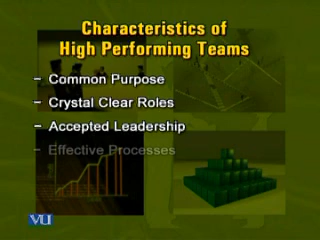 Characteristics of
High Performing Teams
- Common Purpose
- Crystal Clear Roles
- Accepted Leadership
- Effective Processes
VU